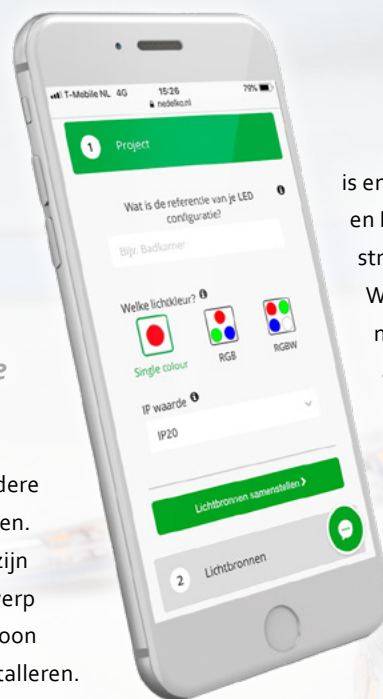 T-Mobile NL 4G 15:26 79%
nedelko.nl
1 Project
Wat is de referentie van je LED
configuratie?
Bijv. Badkamer
Welke lichtkleur?
Single colour RGB RGBW
IP waarde
IP20
Lichtbronnen samenstellen >
2 Lichtbronnen
e
dere
en.
zijn
verp
oon
talleren.
is en
en
str
W
n